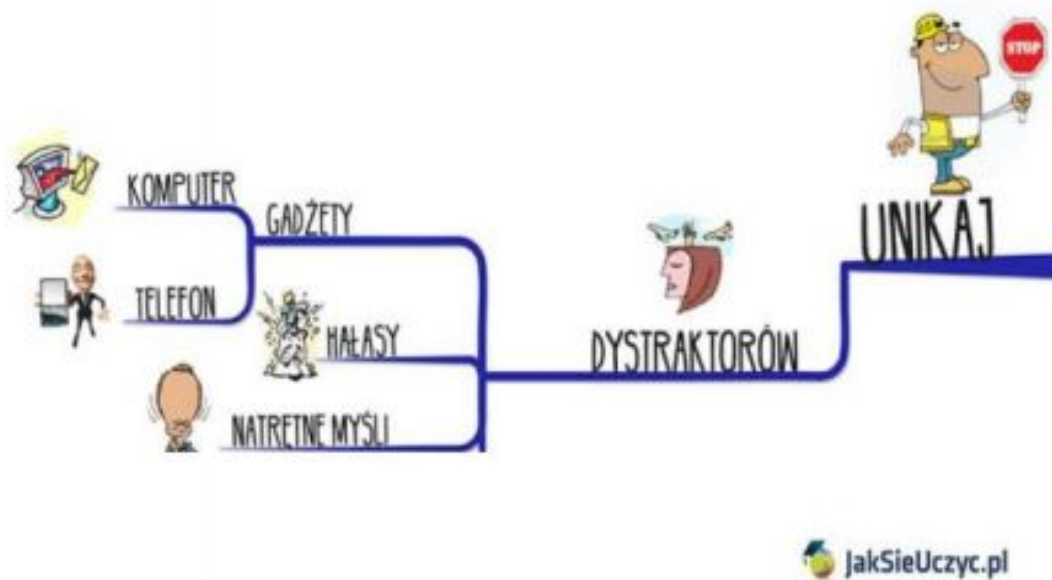 STOP
UNIKAJ
DYSTRAKTORÓW
GADŻETY
KOMPUTER
TELEFON
HAŁASY
NATRĘTNE MYŚLI
JakSieUczyc.pl